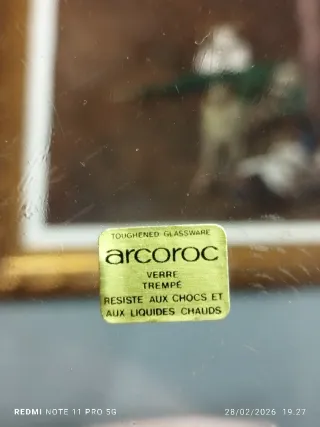 TOUGHENED GLASSWARE
arcoroc
VERRE
TREMPÉ
RESISTE AUX CHOCS ET
AUX LIQUIDES CHAUDS
REDMI NOTE 11 PRO 5G 28/02/2026 19.27